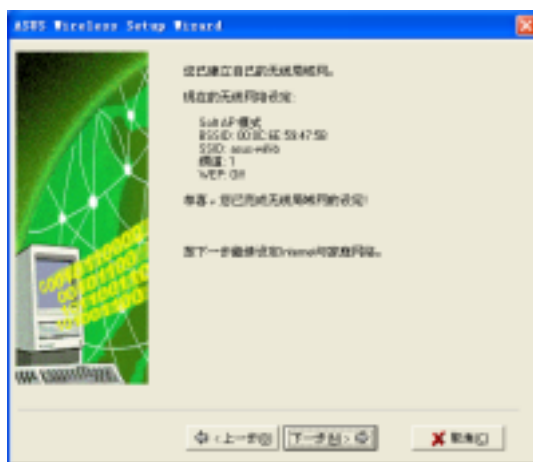 ASUS Wireless Setup Wizard
您已建立自己的无线局域网。
现在的无线网络设定:
Soft AP 模式
BSSID: 00:0C:6E:59:47:5B
SSID: asus-wifi-b
频道: 1
WEP: Off
恭喜，您已完成无线局域网的设定!
按下一步继续设定Internet与家庭网络。
< 上一步(B)
下一步(N) >
取消(C)